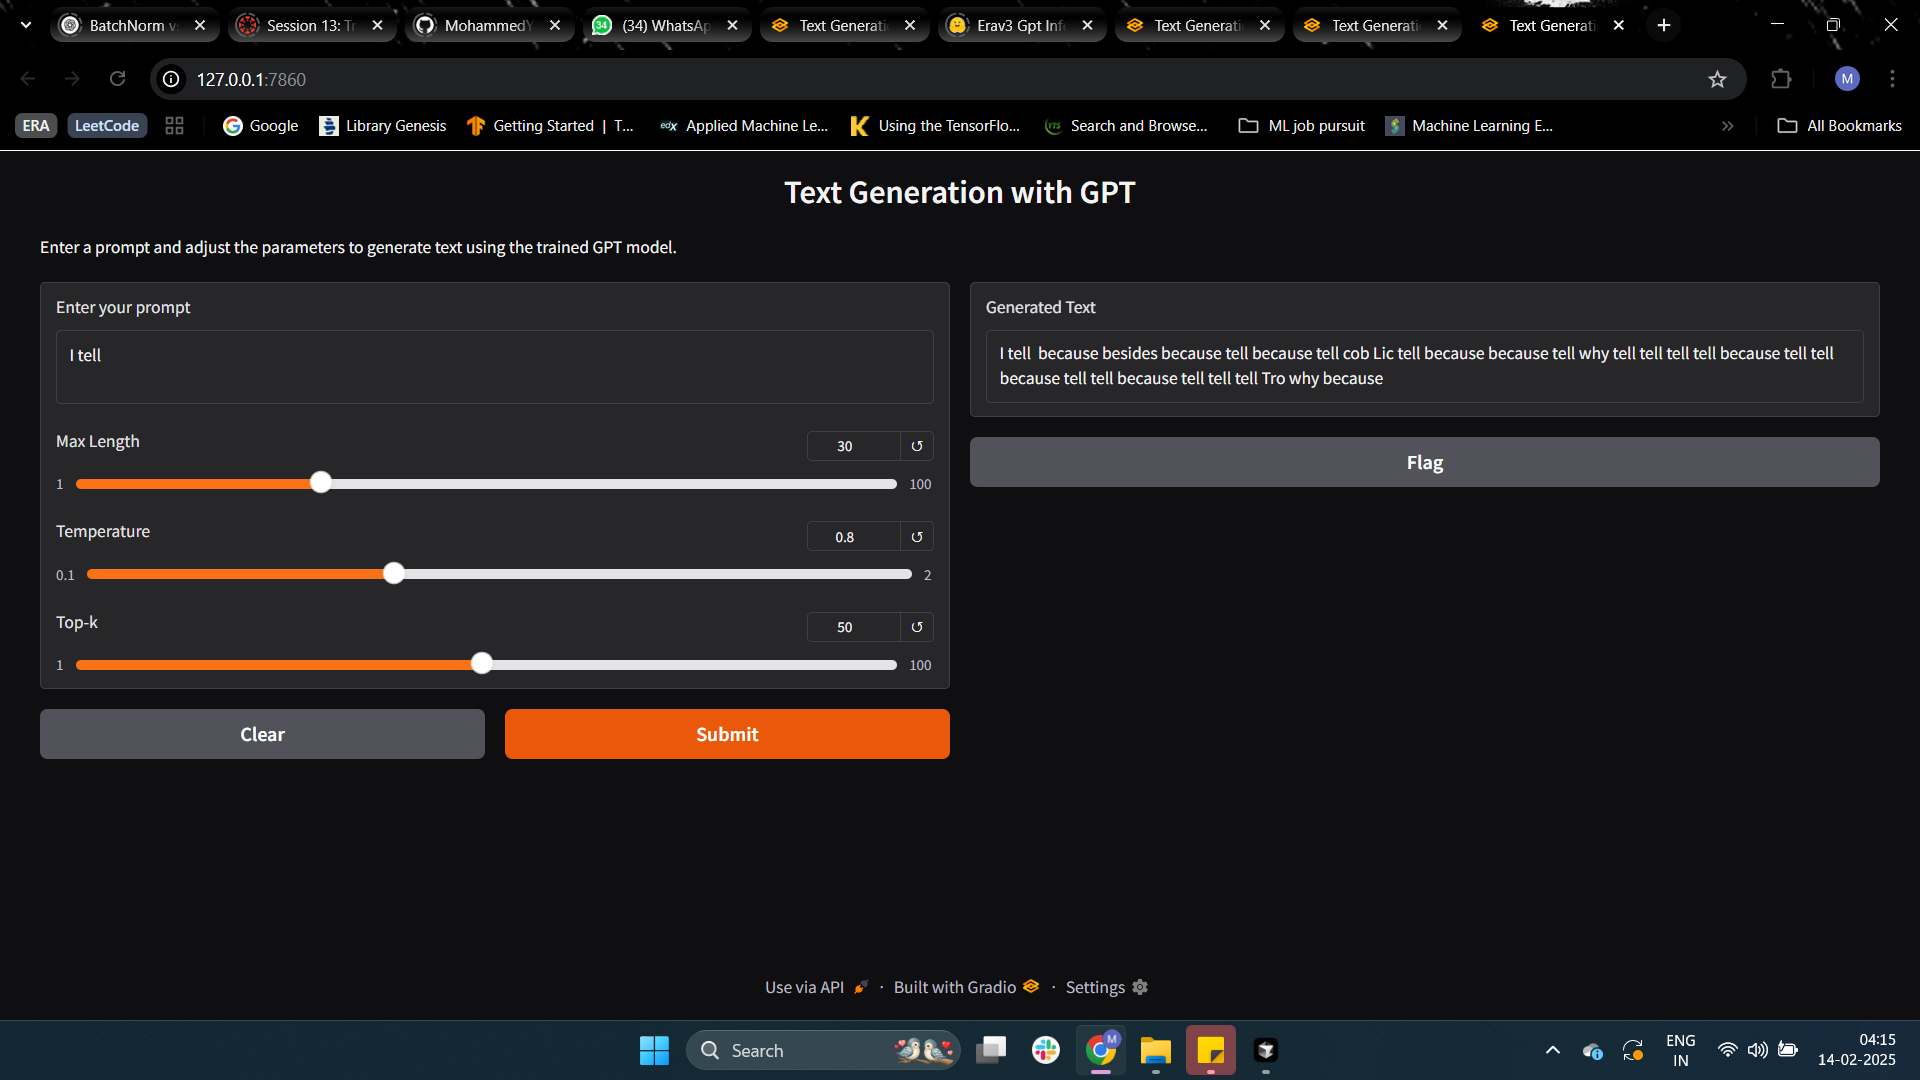 BatchNorm v
Session 13: Tr
MohammedY
(34) WhatsAp
Text Generati
Erav3 Gpt Infe
Text Generati
Text Generati
Text Generati
127.0.0.1:7860
M
ERA
LeetCode
Google
Library Genesis
Getting Started | T...
edX
Applied Machine Le...
Using the TensorFlo...
YTS
Search and Browse...
ML job pursuit
Machine Learning E...
All Bookmarks
Text Generation with GPT
Enter a prompt and adjust the parameters to generate text using the trained GPT model.
Enter your prompt
I tell
Max Length
30
1
100
Temperature
0.8
0.1
2
Top-k
50
1
100
Clear
Submit
Generated Text
I tell  because besides because tell because tell cob Lic tell because because tell why tell tell tell tell because tell tell
because tell tell because tell tell tell Tro why because
Flag
Use via API
·
Built with Gradio
·
Settings
Search
M
ENG
IN
04:15
14-02-2025